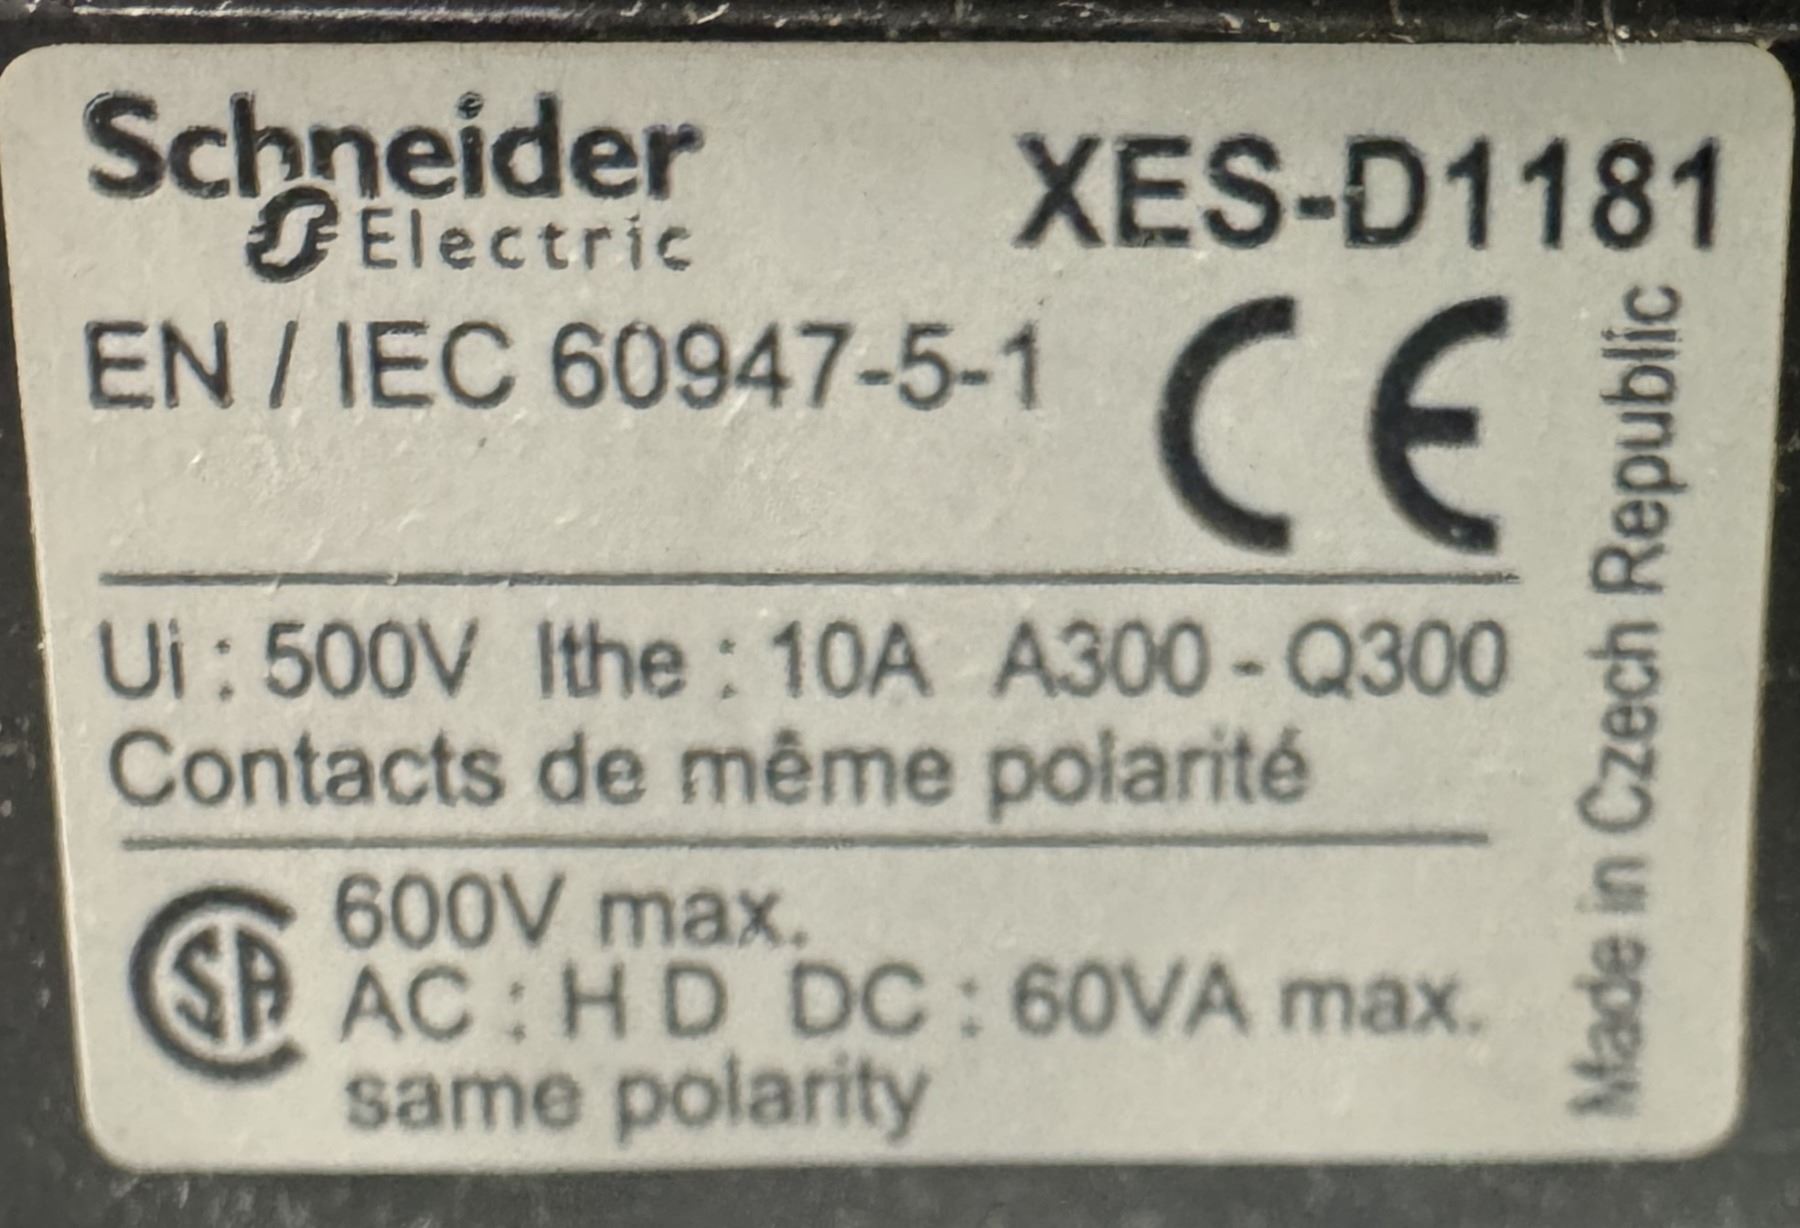 Schneider
Electric
XES-D1181
EN / IEC 60947-5-1
CE
Ui : 500V Ithe : 10A A300 - Q300
Contacts de même polarité
CSA
600V max.
AC : H D DC : 60VA max.
same polarity
Made in Czech Republic